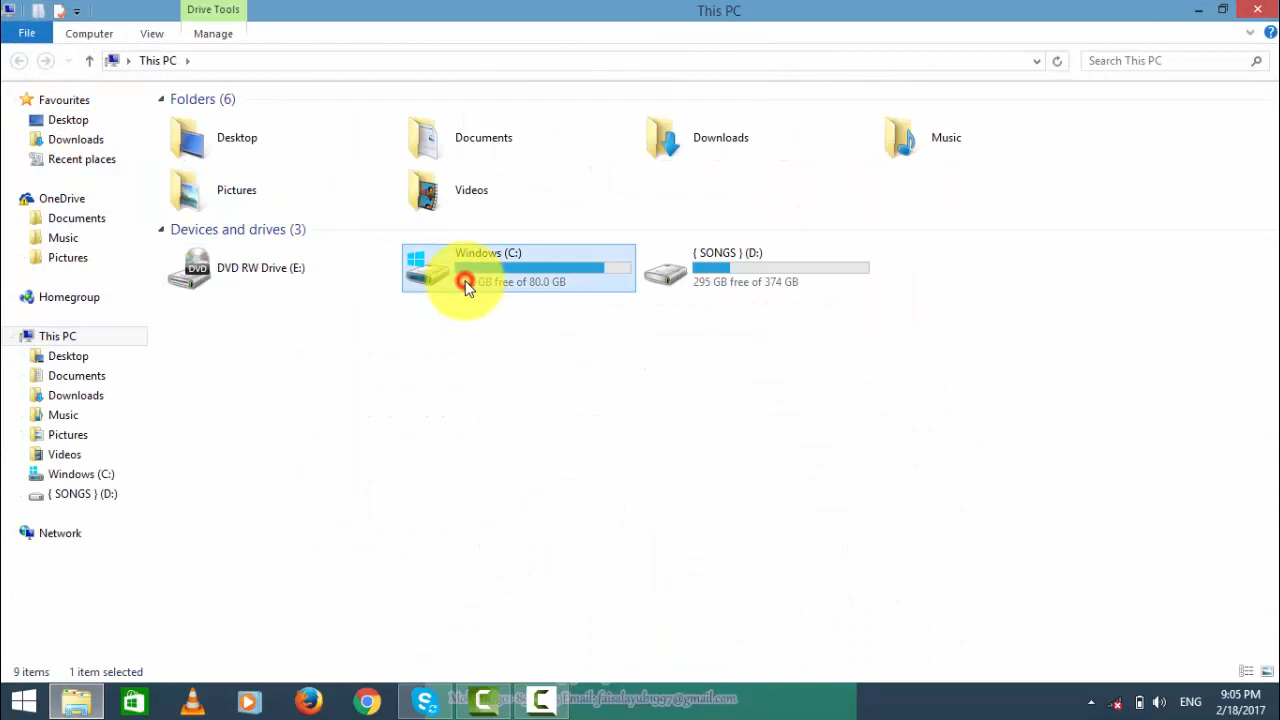 Drive Tools
This PC
File
Computer
View
Manage
This PC
Search This PC
Favourites
Desktop
Downloads
Recent places
OneDrive
Documents
Music
Pictures
Homegroup
This PC
Desktop
Documents
Downloads
Music
Pictures
Videos
Windows (C:)
{ SONGS } (D:)
Network
Folders (6)
Desktop
Documents
Downloads
Music
Pictures
Videos
Devices and drives (3)
DVD
DVD RW Drive (E:)
Windows (C:)
GB free of 80.0 GB
{ SONGS } (D:)
295 GB free of 374 GB
9 items
1 item selected
Email:faisalayub1997@gmail.com
ENG
9:05 PM
2/18/2017